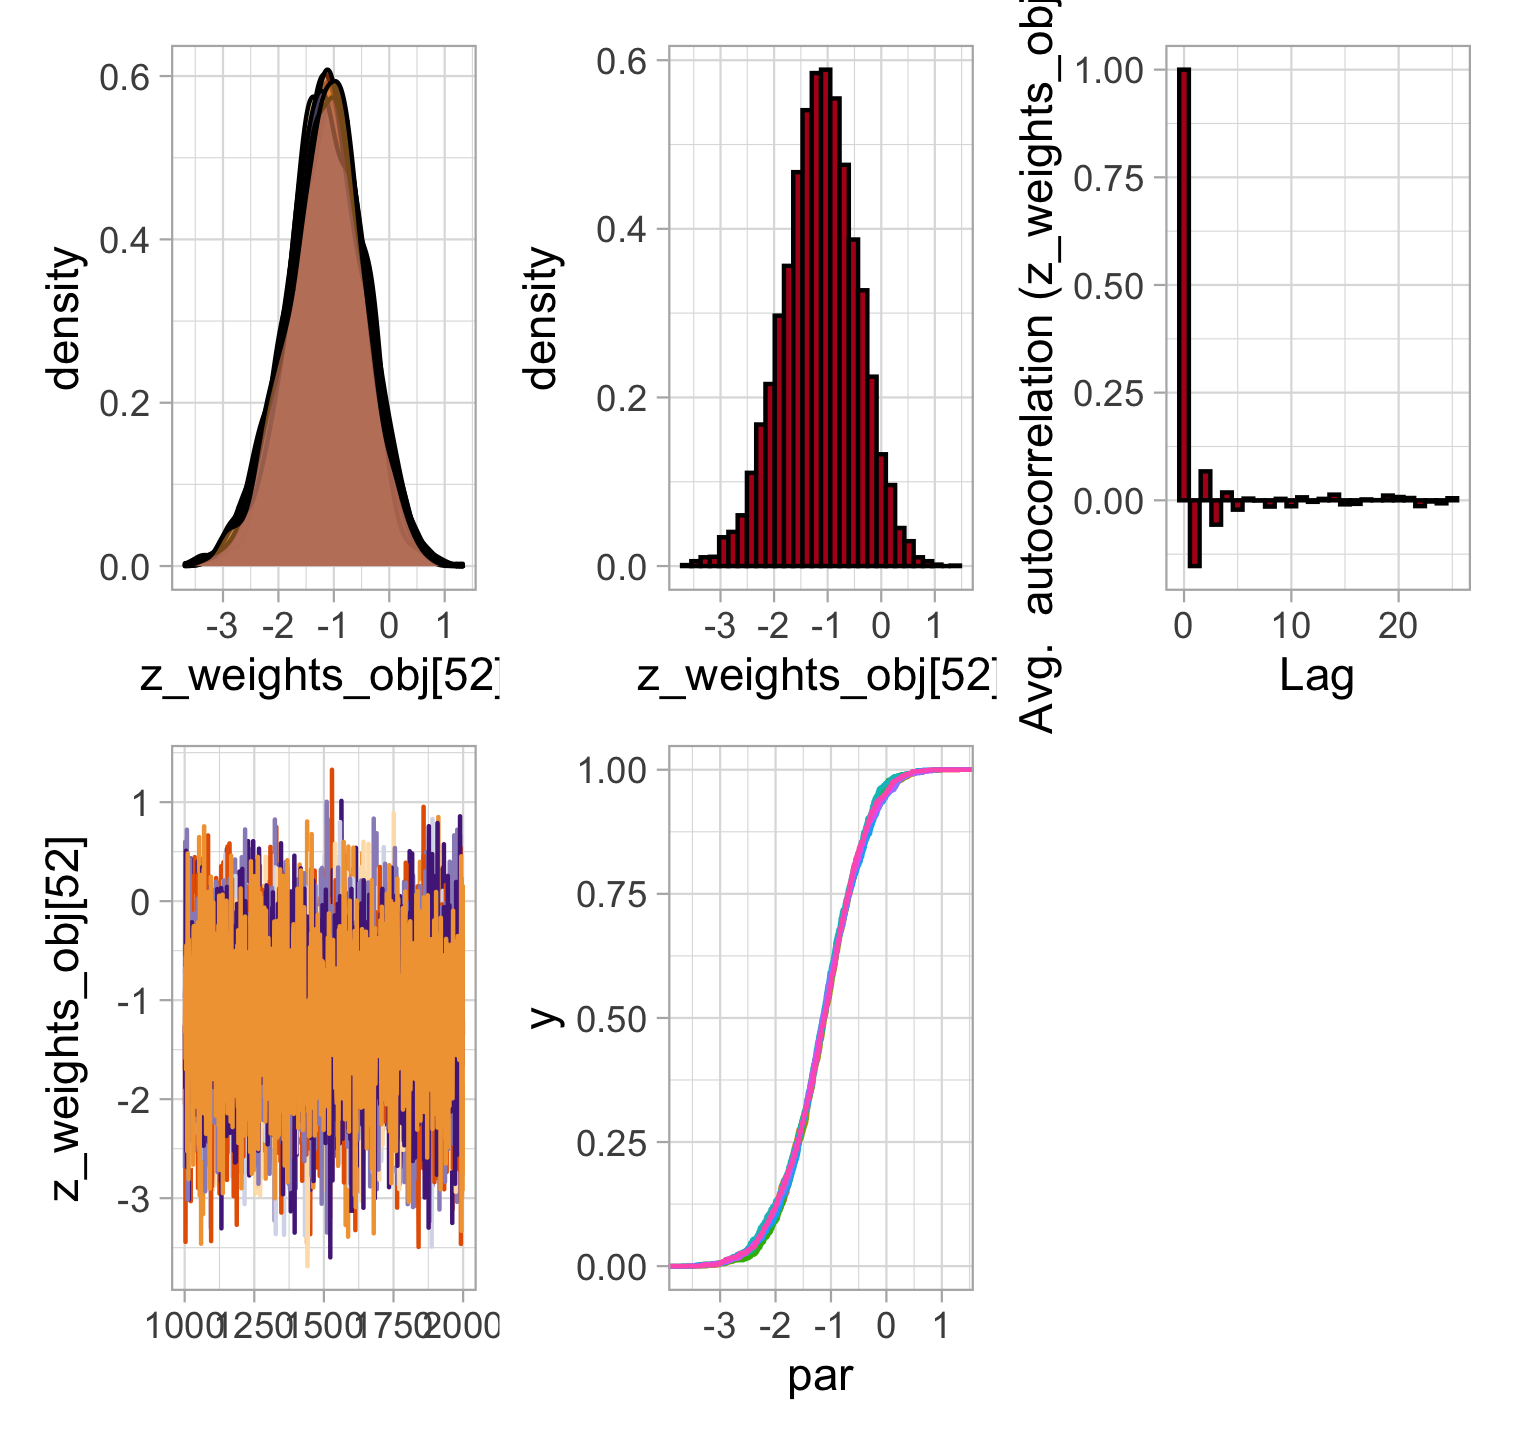 density
0.6
0.4
0.2
0.0
-3 -2 -1 0 1
z_weights_obj[52]
density
0.6
0.4
0.2
0.0
-3 -2 -1 0 1
z_weights_obj[52]
Avg. autocorrelation (z_weights_obj
1.00
0.75
0.50
0.25
0.00
0 10 20
Lag
z_weights_obj[52]
1
0
-1
-2
-3
1000 1250 1500 1750 2000
y
1.00
0.75
0.50
0.25
0.00
-3 -2 -1 0 1
par